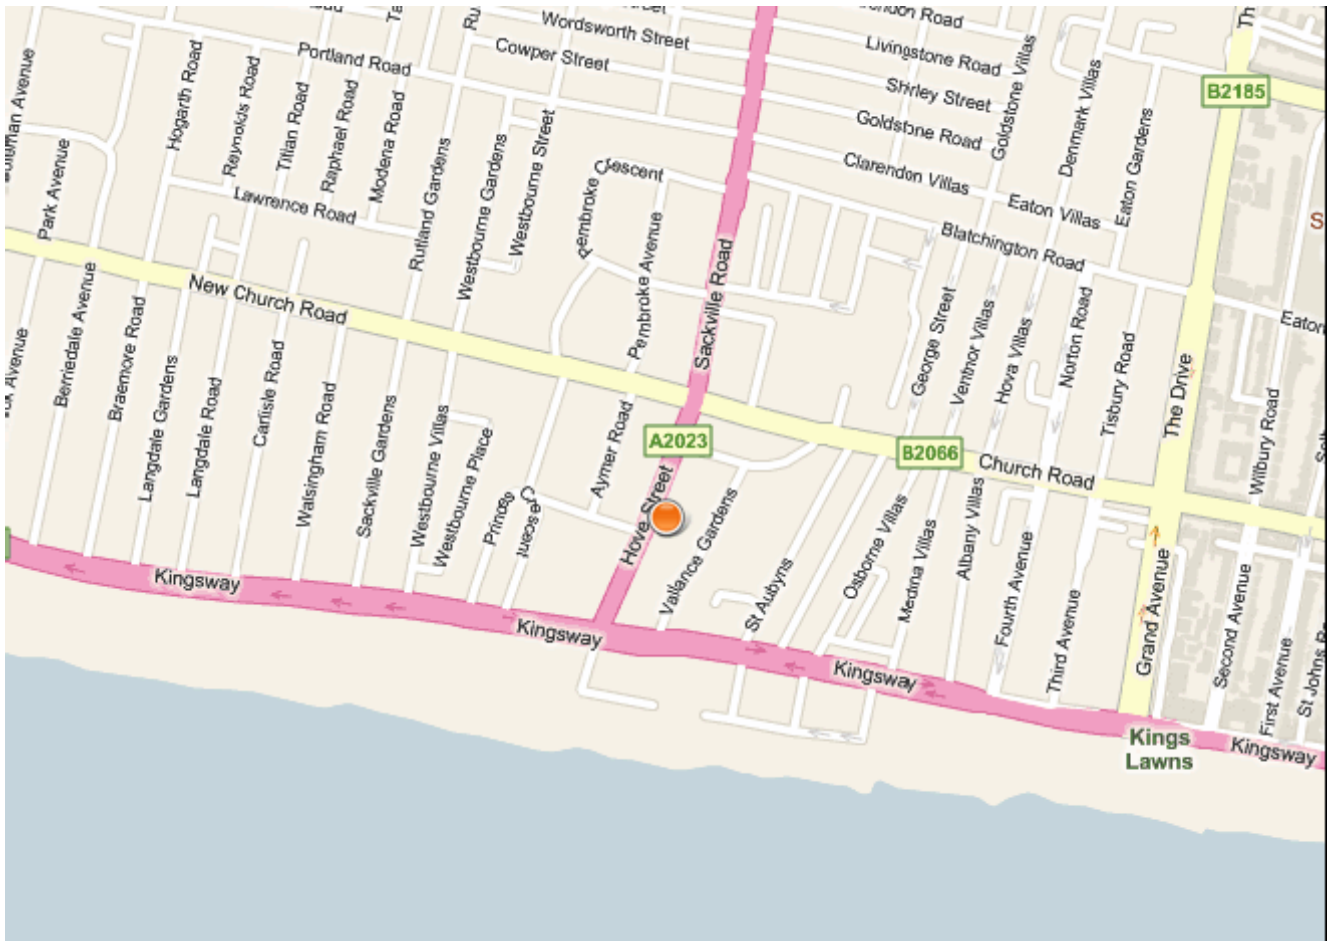 Wordsworth Street
Cowper Street
Portland Road
Livingstone Road
Shirley Street
Goldstone Road
Goldstone Villas
Denmark Villas
Eaton Gardens
B2185
Clarendon Villas
Eaton Villas
Blatchington Road
Hogarth Road
Reynolds Road
Titian Road
Raphael Road
Modena Road
Rutland Gardens
Westbourne Gardens
Westbourne Street
Pembroke
Crescent
Pembroke Avenue
Sackville Road
Park Avenue
Lawrence Road
New Church Road
Berriedale Avenue
Braemore Road
Langdale Gardens
Langdale Road
Carlisle Road
Walsingham Road
Sackville Gardens
Westbourne Villas
Westbourne Place
Princes
Crescent
Aymer Road
A2023
Hove Street
Vallance Gardens
St Aubyns
George Street
Ventnor Villas
Hova Villas
Norton Road
Tisbury Road
The Drive
Eaton
Wilbury Road
B2066
Church Road
Osborne Villas
Medina Villas
Albany Villas
Fourth Avenue
Third Avenue
Grand Avenue
Second Avenue
First Avenue
Kingsway
Kingsway
Kingsway
Kings
Lawns
Kingsway